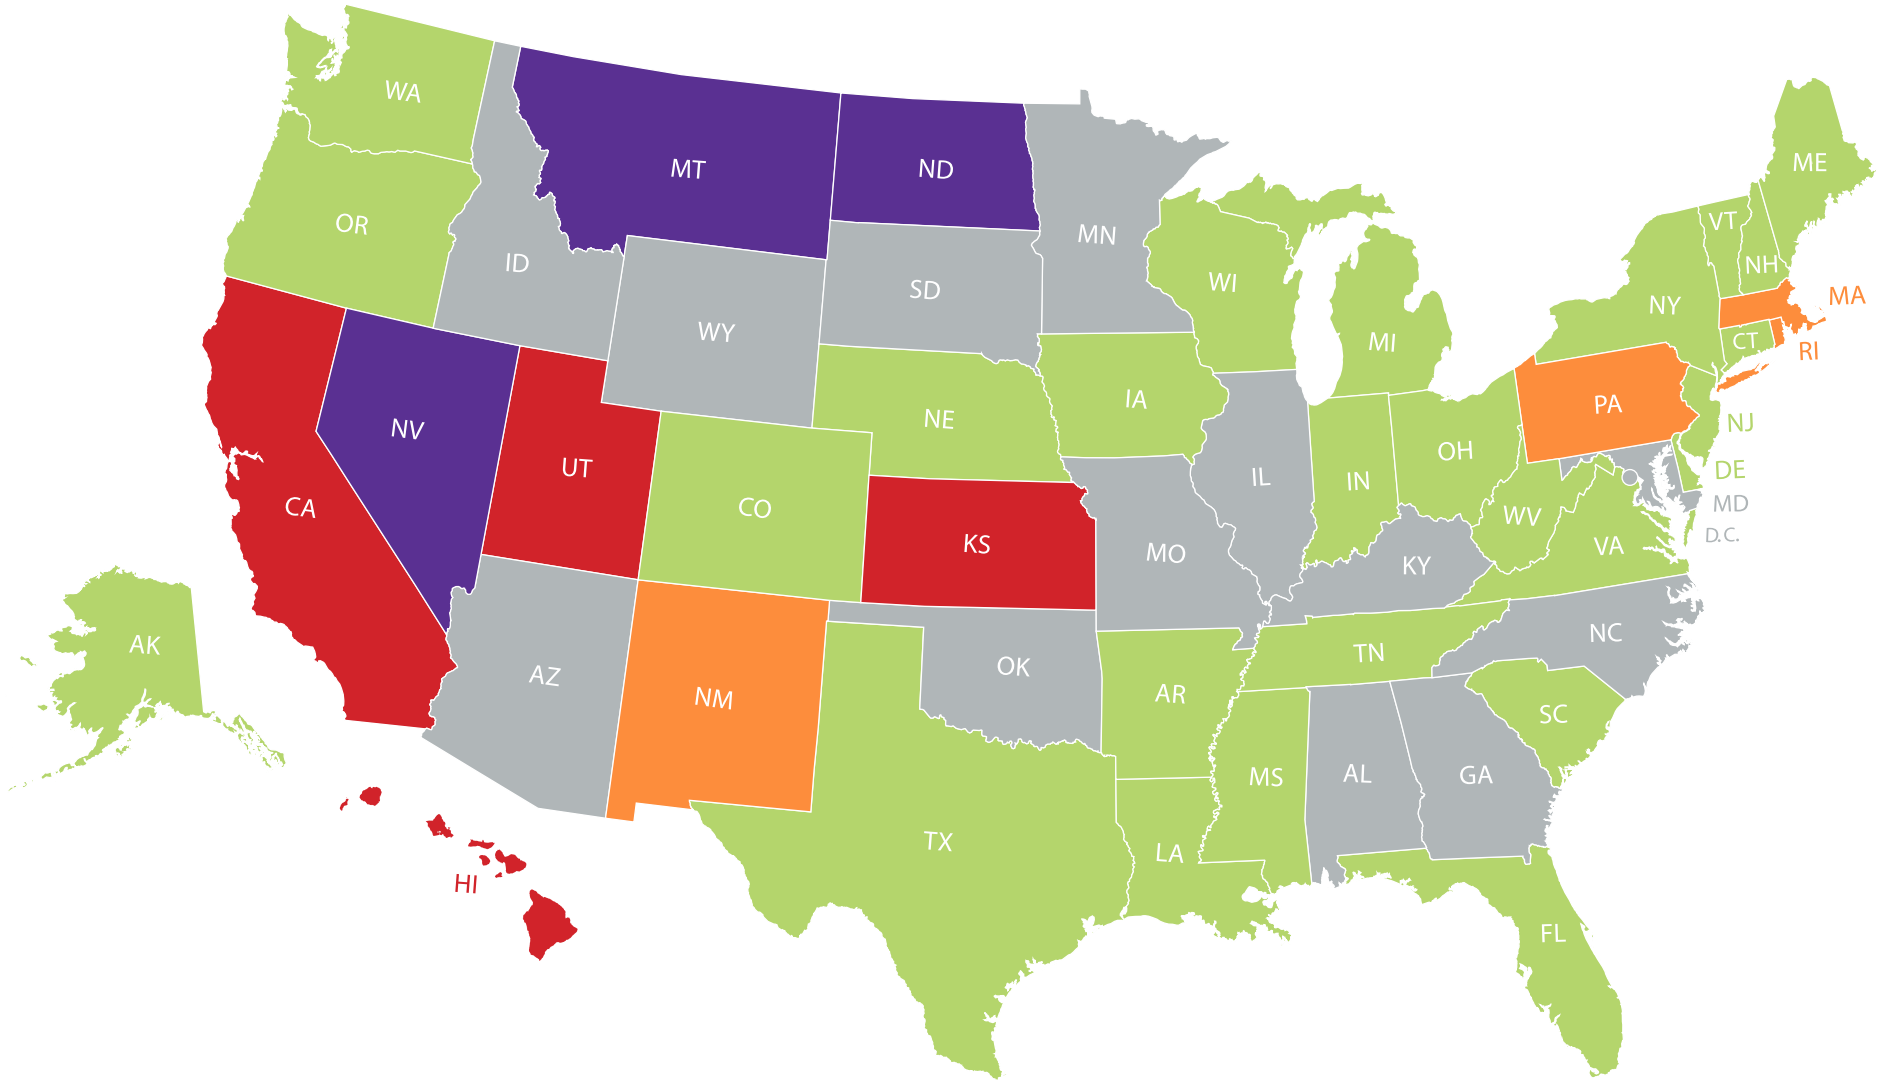 WA
MT
ND
ME
OR
ID
MN
VT
NH
SD
WI
NY
MA
WY
MI
CT
RI
IA
PA
NE
NV
NJ
UT
IL
IN
OH
DE
CA
CO
MD
WV
D.C.
KS
MO
KY
VA
AK
NC
TN
AZ
OK
NM
AR
SC
MS
AL
GA
TX
LA
HI
FL